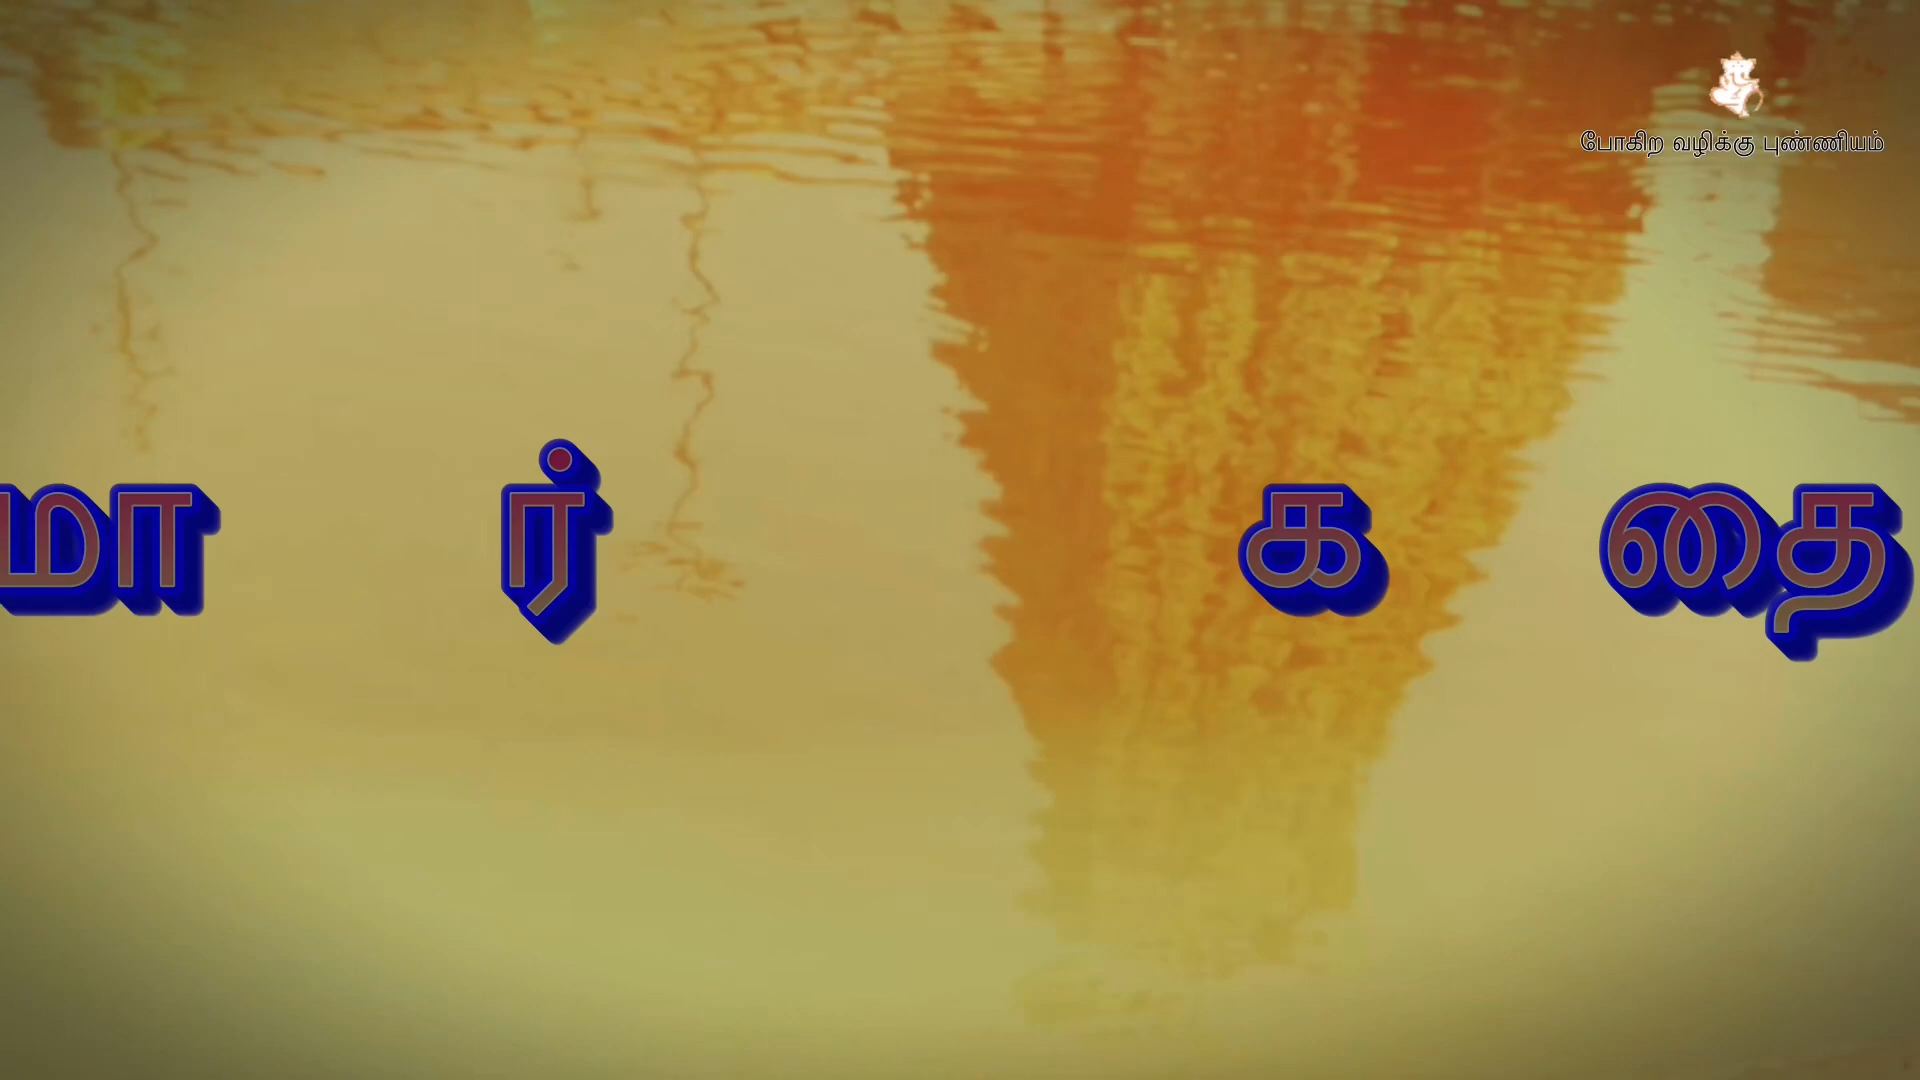 போகிற வழிக்கு புண்ணியம்
மா ர் க தை